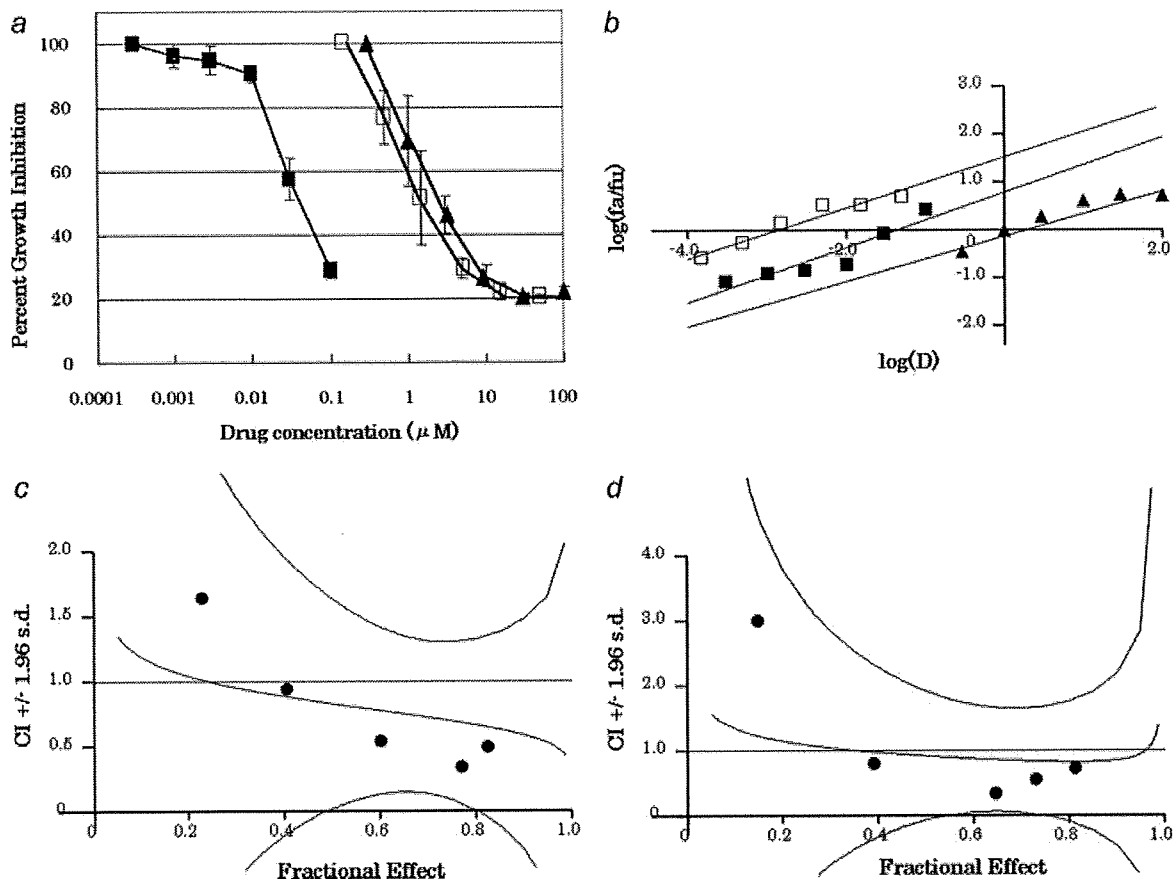 a
Percent Growth Inhibition
100
80
60
40
20
0
0.0001 0.001 0.01 0.1 1 10 100
Drug concentration (μM)
b
log(fa/fu)
3.0
2.0
1.0
0
-1.0
-2.0
-4.0 -2.0 2.0
log(D)
c
CI +/- 1.96 s.d.
2.0
1.5
1.0
0.5
0
0 0.2 0.4 0.6 0.8 1.0
Fractional Effect
d
CI +/- 1.96 s.d.
4.0
3.0
2.0
1.0
0
0 0.2 0.4 0.6 0.8 1.0
Fractional Effect